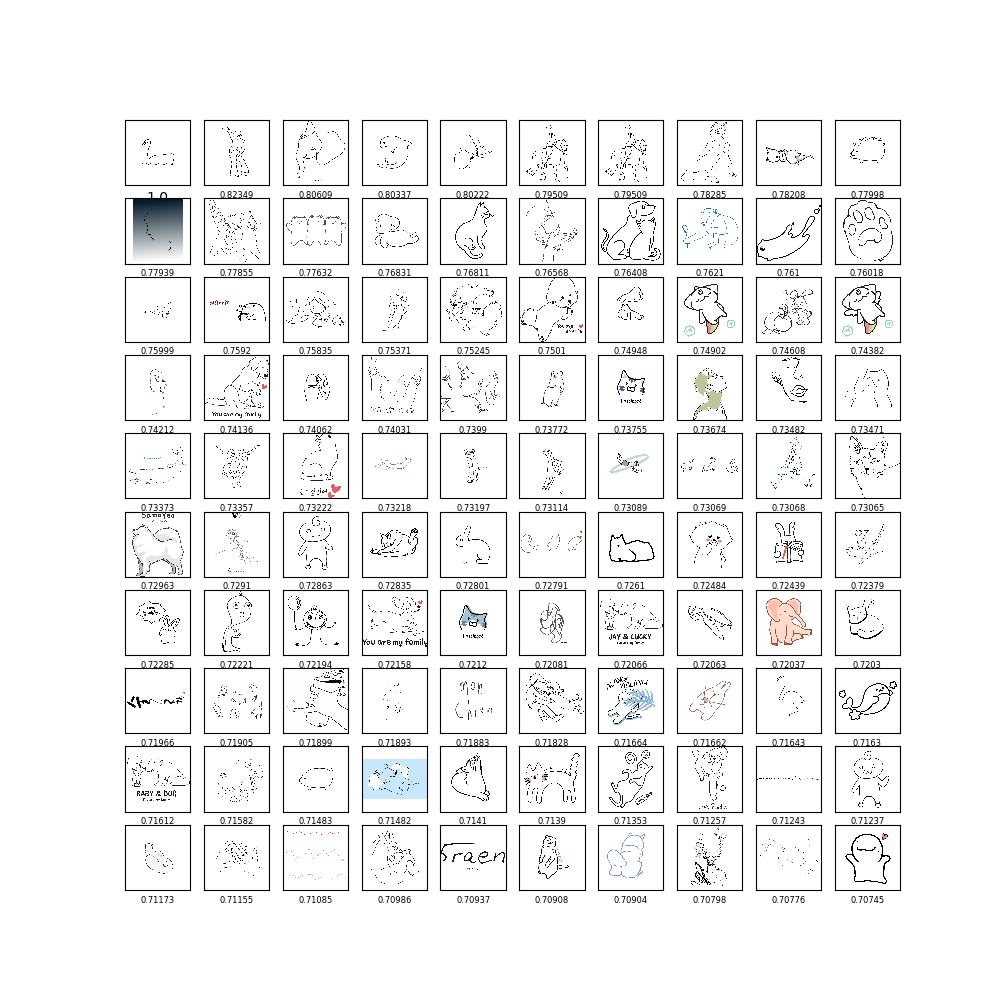 1.0 0.82349 0.80609 0.80337 0.80222 0.79509 0.79509 0.78285 0.78208 0.77998
0.77939 0.77855 0.77632 0.76831 0.76811 0.76568 0.76408 0.7621 0.761 0.76018
You are my
0.75999 0.7592 0.75835 0.75371 0.75245 0.7501 0.74948 0.74902 0.74608 0.74382
You are my family
0.74212 0.74136 0.74062 0.74031 0.7399 0.73772 0.73755 0.73674 0.73482 0.73471
0.73373 0.73357 0.73222 0.73218 0.73197 0.73114 0.73089 0.73069 0.73068 0.73065
Samoyed
0.72963 0.7291 0.72863 0.72835 0.72801 0.72791 0.7261 0.72484 0.72439 0.72379
You are my family
JAY & LUCKY
0.72285 0.72221 0.72194 0.72158 0.7212 0.72081 0.72066 0.72063 0.72037 0.7203
non
chien
0.71966 0.71905 0.71899 0.71893 0.71883 0.71828 0.71664 0.71662 0.71643 0.7163
BABY & DUQ
0.71612 0.71582 0.71483 0.71482 0.7141 0.7139 0.71353 0.71257 0.71243 0.71237
Graen
0.71173 0.71155 0.71085 0.70986 0.70937 0.70908 0.70904 0.70798 0.70776 0.70745